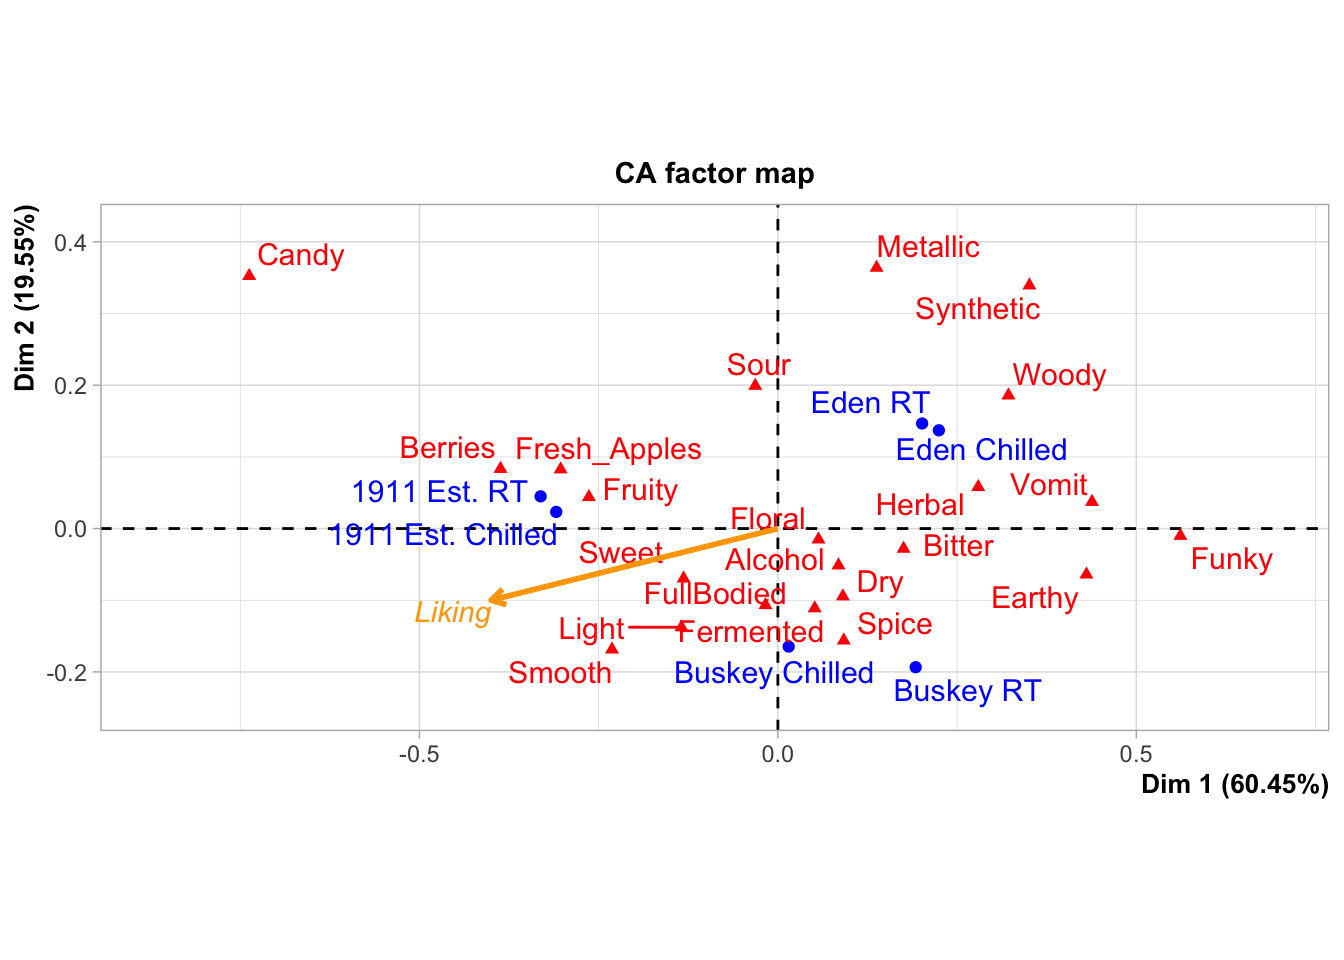 CA factor map
Dim 2 (19.55%)
0.4
0.2
0.0
-0.2
Candy
Metallic
Synthetic
Sour
Woody
Eden RT
Eden Chilled
Berries
Fresh_Apples
1911 Est. RT
Fruity
Vomit
Herbal
Floral
1911 Est. Chilled
Sweet
Alcohol
Bitter
Funky
Dry
FullBodied
Earthy
Liking
Light
Fermented
Spice
Smooth
Buskey Chilled
Buskey RT
-0.5
0.0
0.5
Dim 1 (60.45%)